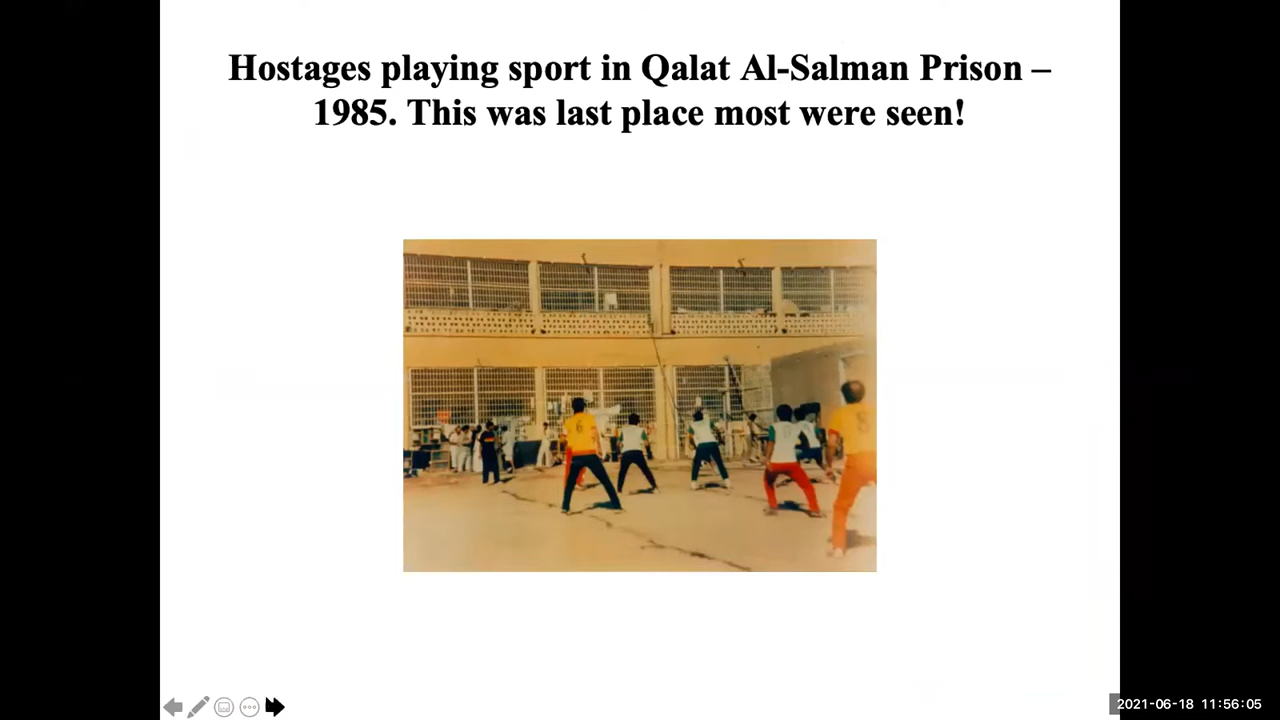 Hostages playing sport in Qalat Al-Salman Prison –
1985. This was last place most were seen!
6
2021-06-18 11:56:05